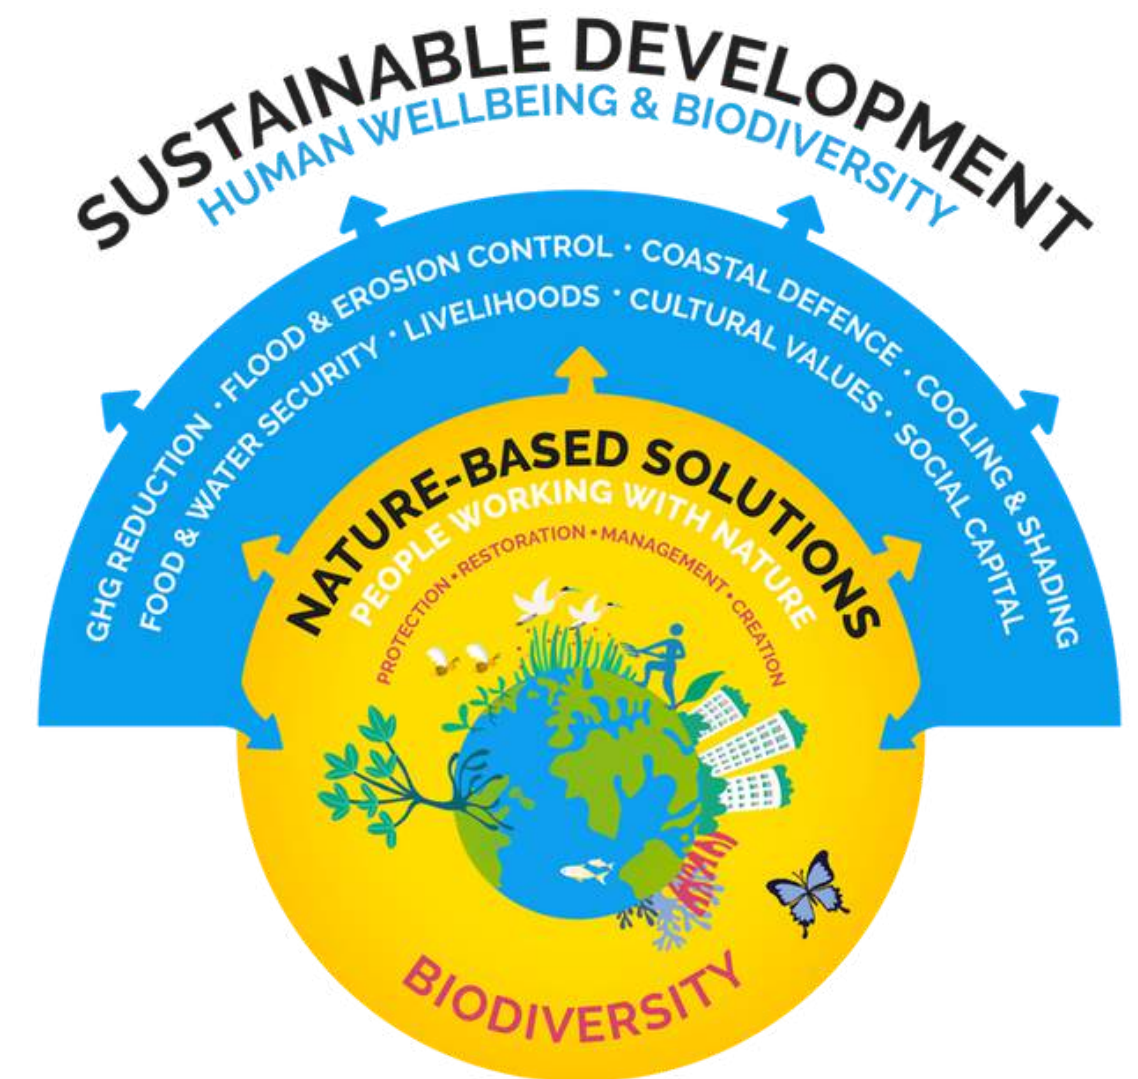 SUSTAINABLE DEVELOPMENT
HUMAN WELLBEING & BIODIVERSITY
GHG REDUCTION · FLOOD & EROSION CONTROL · COASTAL DEFENCE · COOLING & SHADING
FOOD & WATER SECURITY · LIVELIHOODS · CULTURAL VALUES · SOCIAL CAPITAL
NATURE-BASED SOLUTIONS
PEOPLE WORKING WITH NATURE
PROTECTION • RESTORATION • MANAGEMENT • CREATION
BIODIVERSITY